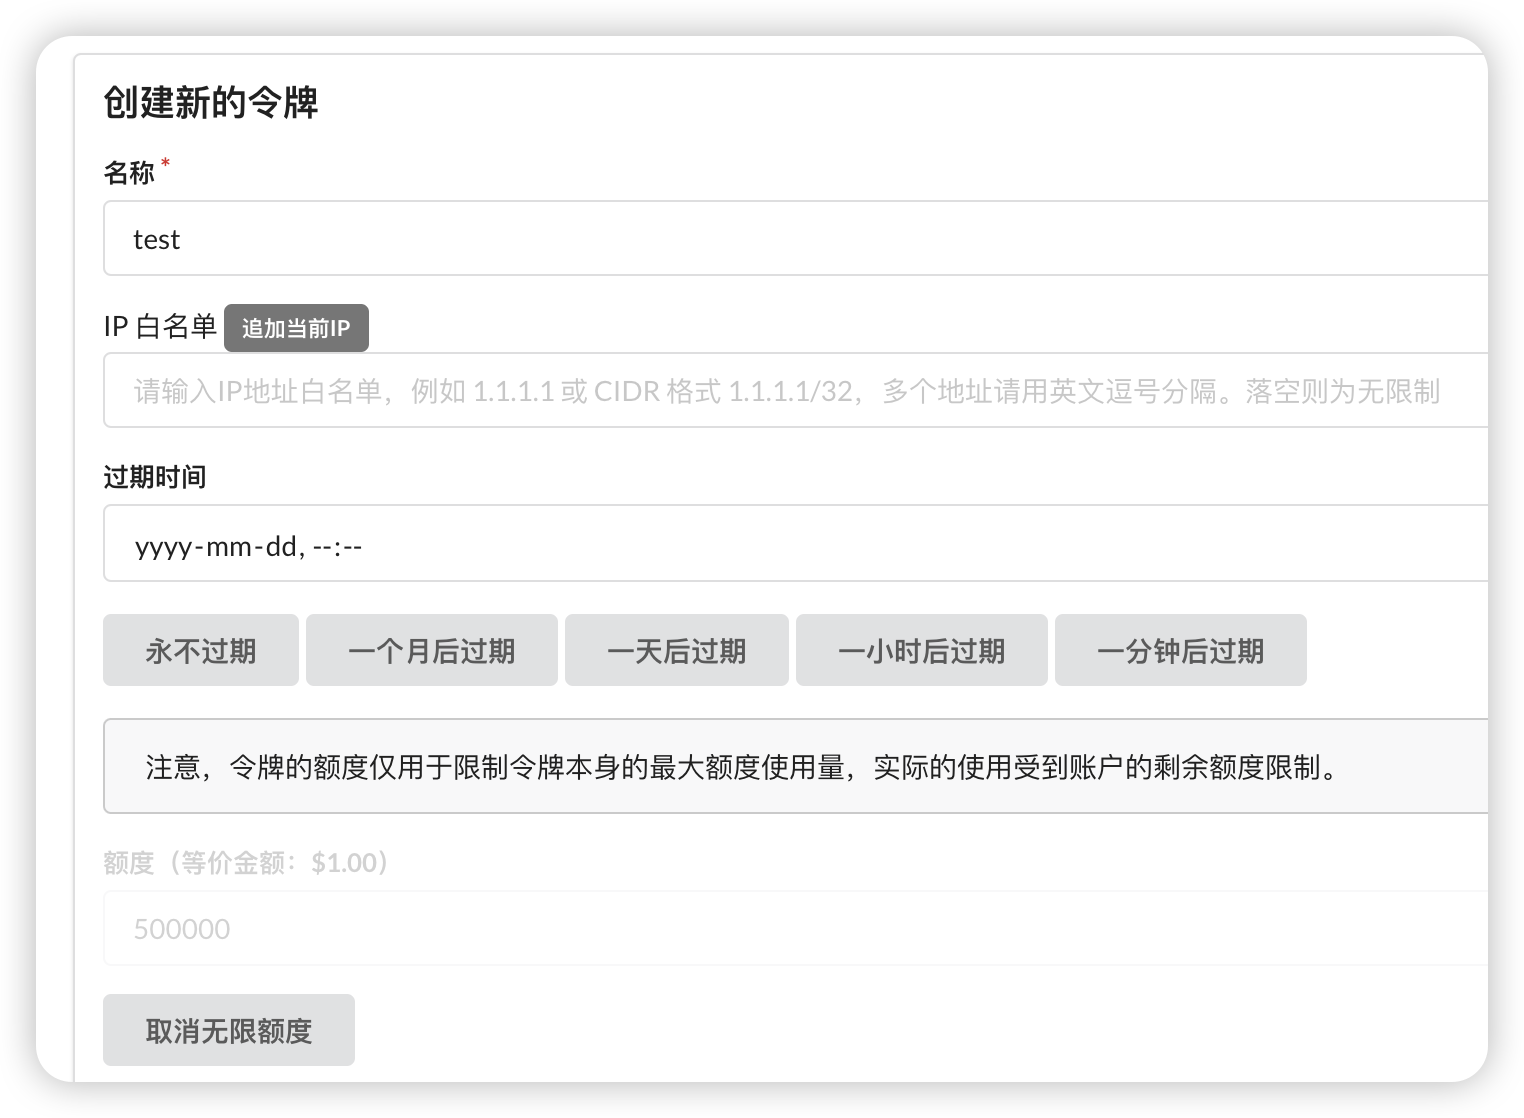 创建新的令牌
名称 *
test
IP 白名单 追加当前IP
请输入IP地址白名单，例如 1.1.1.1 或 CIDR 格式 1.1.1.1/32，多个地址请用英文逗号分隔。落空则为无限制
过期时间
yyyy-mm-dd, --:--
永不过期 一个月后过期 一天后过期 一小时后过期 一分钟后过期
注意，令牌的额度仅用于限制令牌本身的最大额度使用量，实际的使用受到账户的剩余额度限制。
额度（等价金额：$1.00）
500000
取消无限额度